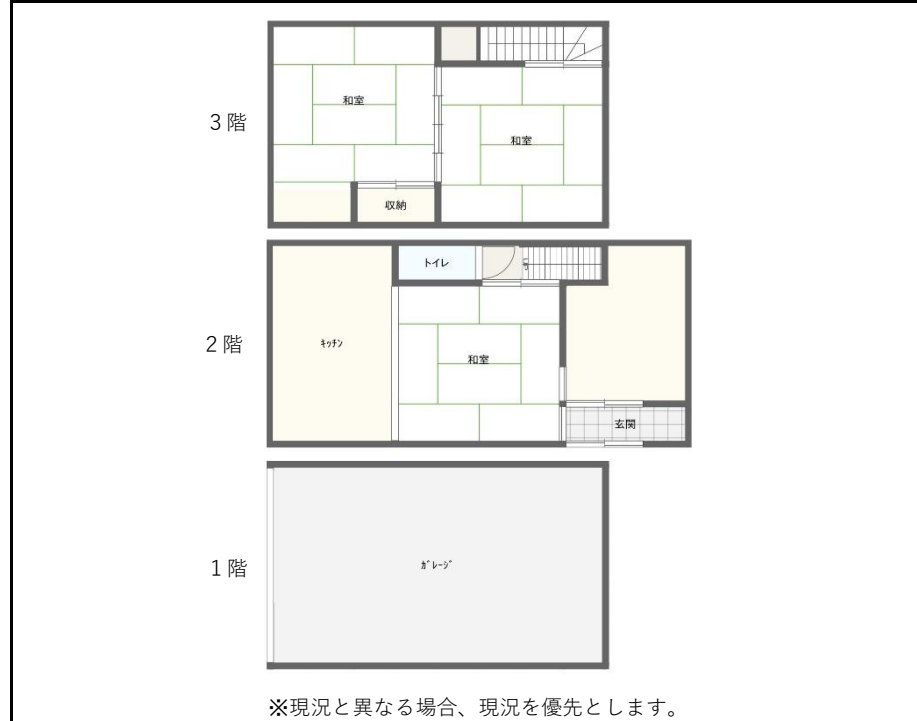 和室
3階
和室
収納
トイレ
2階
ｷｯﾁﾝ
和室
玄関
1階
ｶﾞﾚｰｼﾞ
※現況と異なる場合、現況を優先とします。